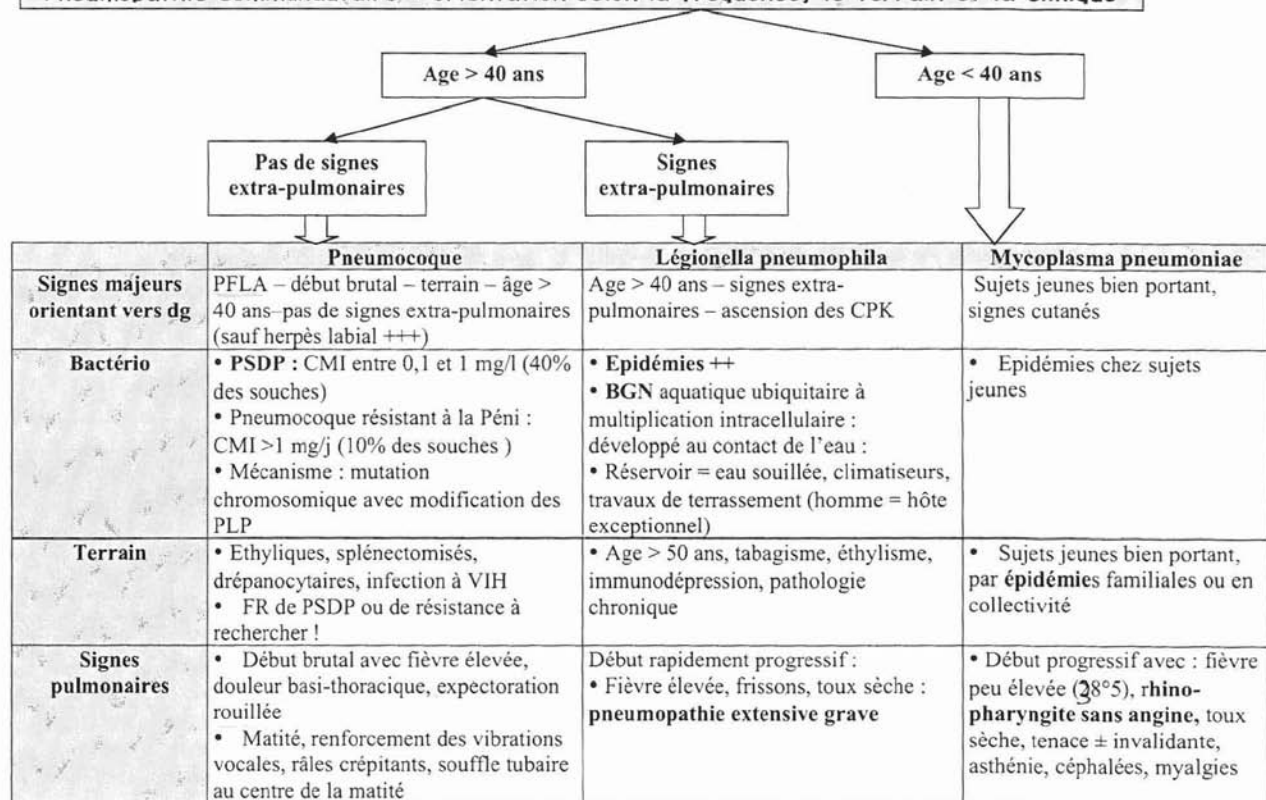 Age > 40 ans
Age < 40 ans
Pas de signes
extra-pulmonaires
Signes
extra-pulmonaires
Pneumocoque
Légionella pneumophila
Mycoplasma pneumoniae
Signes majeurs
orientant vers dg
PFLA – début brutal – terrain – âge >
40 ans–pas de signes extra-pulmonaires
(sauf herpès labial +++)
Age > 40 ans – signes extra-
pulmonaires – ascension des CPK
Sujets jeunes bien portant,
signes cutanés
Bactério
• PSDP : CMI entre 0,1 et 1 mg/l (40%
des souches)
• Pneumocoque résistant à la Péni :
CMI >1 mg/j (10% des souches )
• Mécanisme : mutation
chromosomique avec modification des
PLP
• Epidémies ++
• BGN aquatique ubiquitaire à
multiplication intracellulaire :
développé au contact de l'eau :
• Réservoir = eau souillée, climatiseurs,
travaux de terrassement (homme = hôte
exceptionnel)
• Epidémies chez sujets
jeunes
Terrain
• Ethyliques, splénectomisés,
drépanocytaires, infection à VIH
• FR de PSDP ou de résistance à
rechercher !
• Age > 50 ans, tabagisme, éthylisme,
immunodépression, pathologie
chronique
• Sujets jeunes bien portant,
par épidémies familiales ou en
collectivité
Signes
pulmonaires
• Début brutal avec fièvre élevée,
douleur basi-thoracique, expectoration
rouillée
• Matité, renforcement des vibrations
vocales, râles crépitants, souffle tubaire
au centre de la matité
Début rapidement progressif :
• Fièvre élevée, frissons, toux sèche :
pneumopathie extensive grave
• Début progressif avec : fièvre
peu élevée (38°5), rhino-
pharyngite sans angine, toux
sèche, tenace ± invalidante,
asthénie, céphalées, myalgies